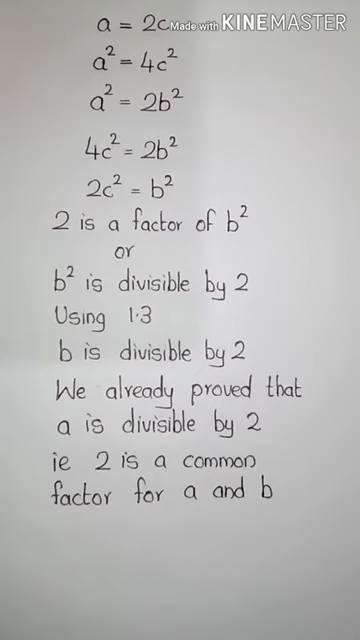 a = 2c
Made with KINEMASTER
a² = 4c²
a² = 2b²
4c² = 2b²
2c² = b²
2 is a factor of b²
or
b² is divisible by 2
Using 1.3
b is divisible by 2
We already proved that
a is divisible by 2
ie 2 is a common
factor for a and b